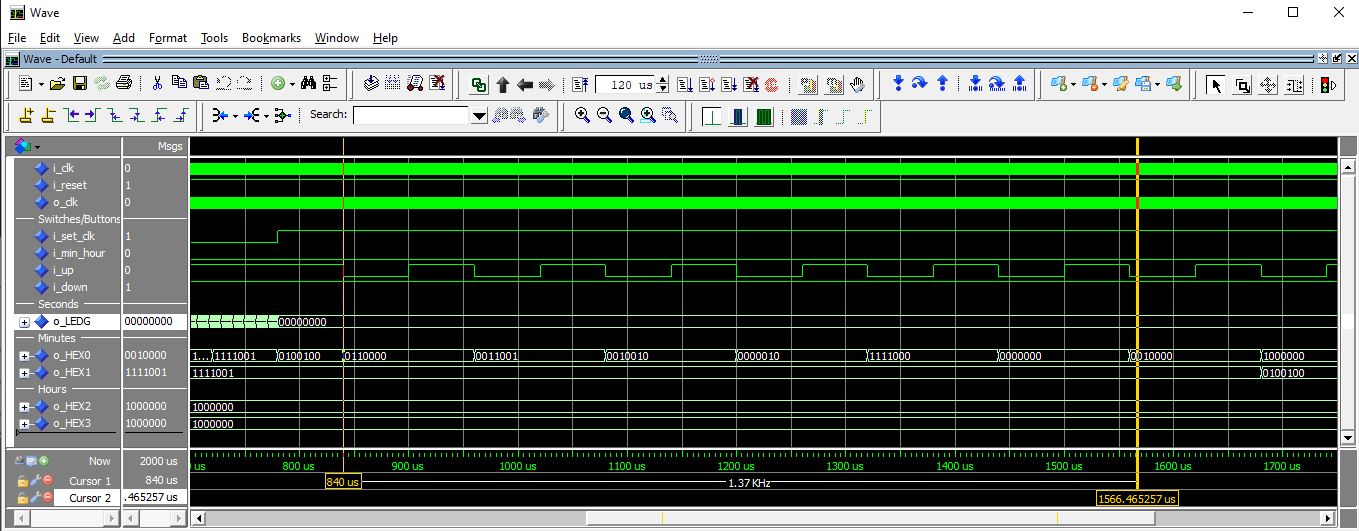 Wave
File Edit View Add Format Tools Bookmarks Window Help
Wave - Default
120 us
Search:
Msgs
i_clk 0
i_reset 1
o_clk 0
Switches/Buttons
i_set_clk 1
i_min_hour 0
i_up 0
i_down 1
Seconds
o_LEDG 00000000 00000000
Minutes
o_HEX0 0010000 1... 1111001 0100100 0110000 0011001 0010010 0000010 1111000 0000000 0010000 1000000
o_HEX1 1111001 1111001 0100100
Hours
o_HEX2 1000000 1000000
o_HEX3 1000000 1000000
Now 2000 us us 800 us 900 us 1000 us 1100 us 1200 us 1300 us 1400 us 1500 us 1600 us 1700 us
Cursor 1 840 us 840 us 1.37 KHz
Cursor 2 .465257 us 1566.465257 us